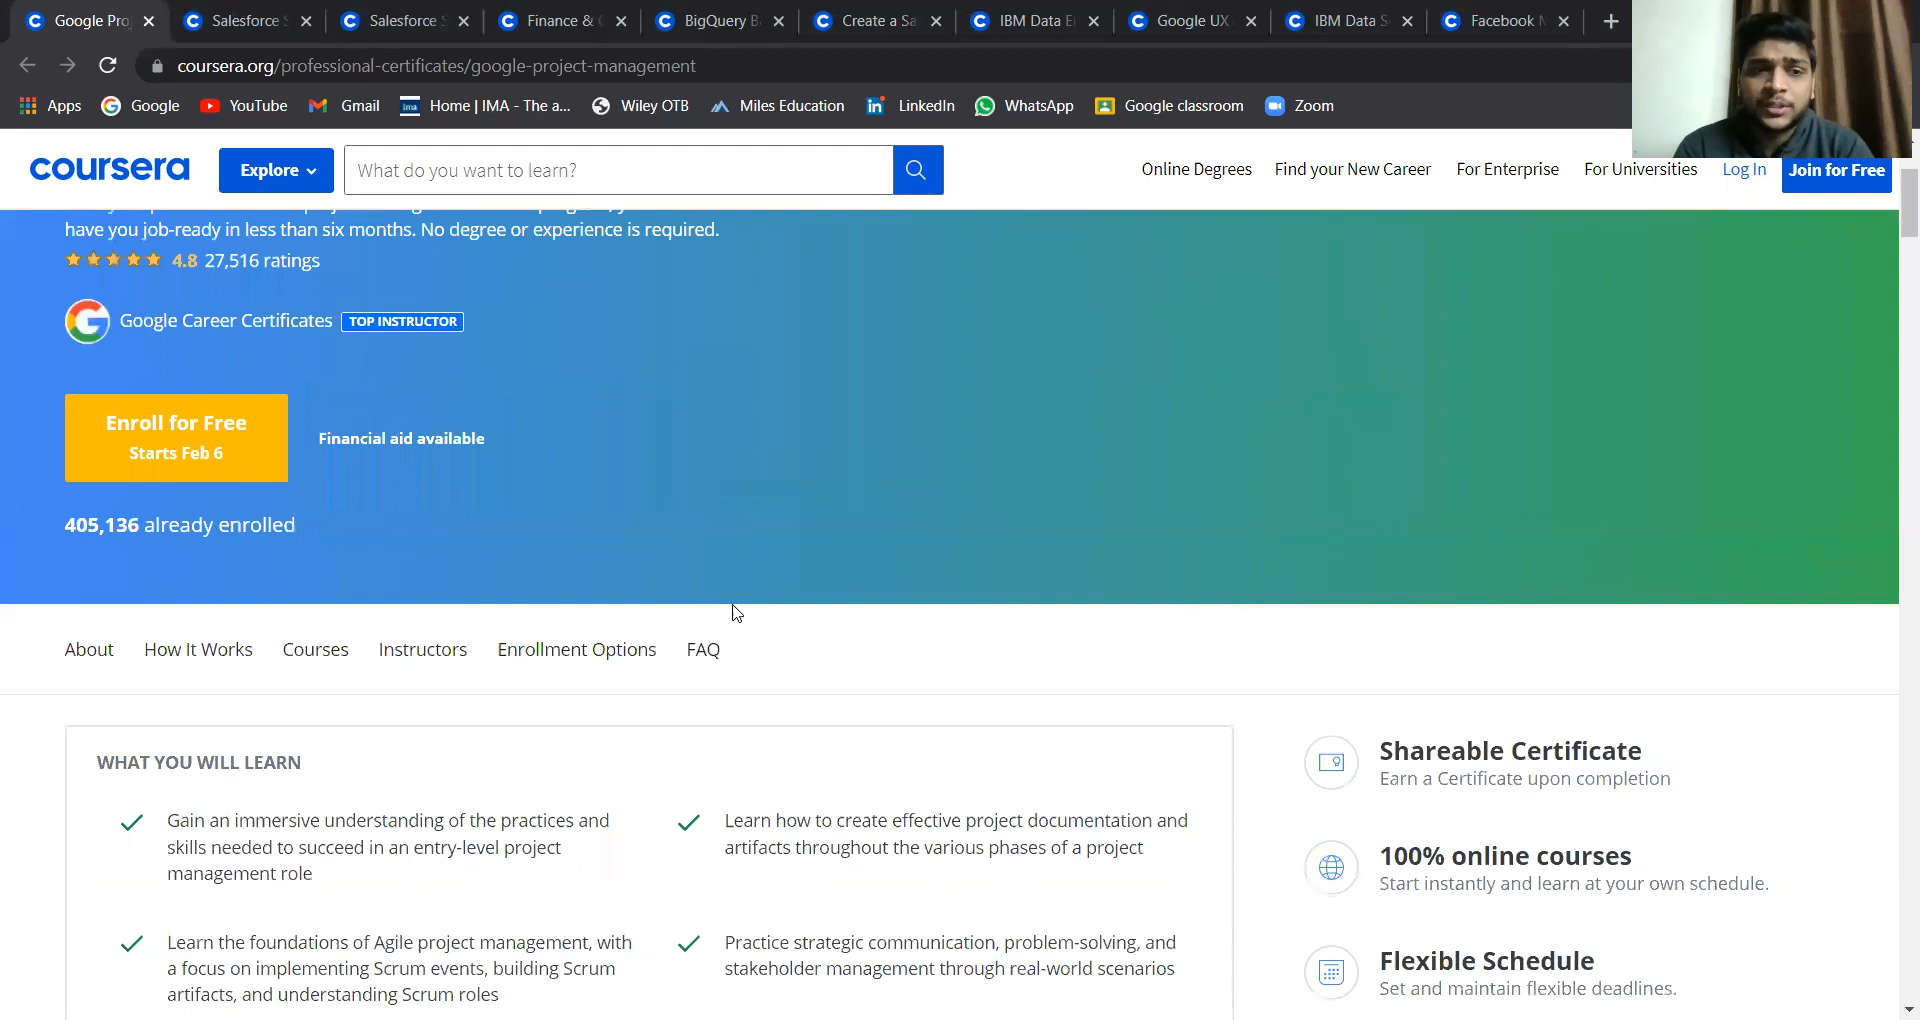 Google Pro
Salesforce S
Salesforce S
Finance &
BigQuery B
Create a Sa
IBM Data E
Google UX
IBM Data S
Facebook
coursera.org/professional-certificates/google-project-management
Apps
Google
YouTube
Gmail
Home | IMA - The a...
Wiley OTB
Miles Education
LinkedIn
WhatsApp
Google classroom
Zoom
coursera
Explore
What do you want to learn?
Online Degrees
Find your New Career
For Enterprise
For Universities
Log In
Join for Free
have you job-ready in less than six months. No degree or experience is required.
4.8 27,516 ratings
Google Career Certificates TOP INSTRUCTOR
Enroll for Free
Starts Feb 6
Financial aid available
405,136 already enrolled
About
How It Works
Courses
Instructors
Enrollment Options
FAQ
WHAT YOU WILL LEARN
Gain an immersive understanding of the practices and
skills needed to succeed in an entry-level project
management role
Learn how to create effective project documentation and
artifacts throughout the various phases of a project
Learn the foundations of Agile project management, with
a focus on implementing Scrum events, building Scrum
artifacts, and understanding Scrum roles
Practice strategic communication, problem-solving, and
stakeholder management through real-world scenarios
Shareable Certificate
Earn a Certificate upon completion
100% online courses
Start instantly and learn at your own schedule.
Flexible Schedule
Set and maintain flexible deadlines.